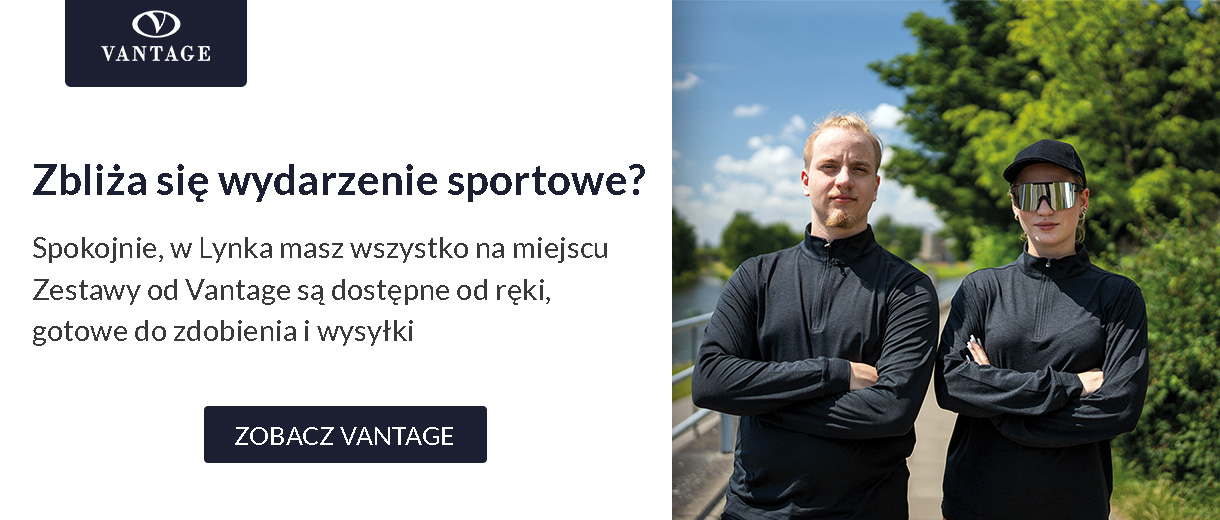 VANTAGE
Zbliża się wydarzenie sportowe?
Spokojnie, w Lynka masz wszystko na miejscu
Zestawy od Vantage są dostępne od ręki,
gotowe do zdobienia i wysyłki
ZOBACZ VANTAGE